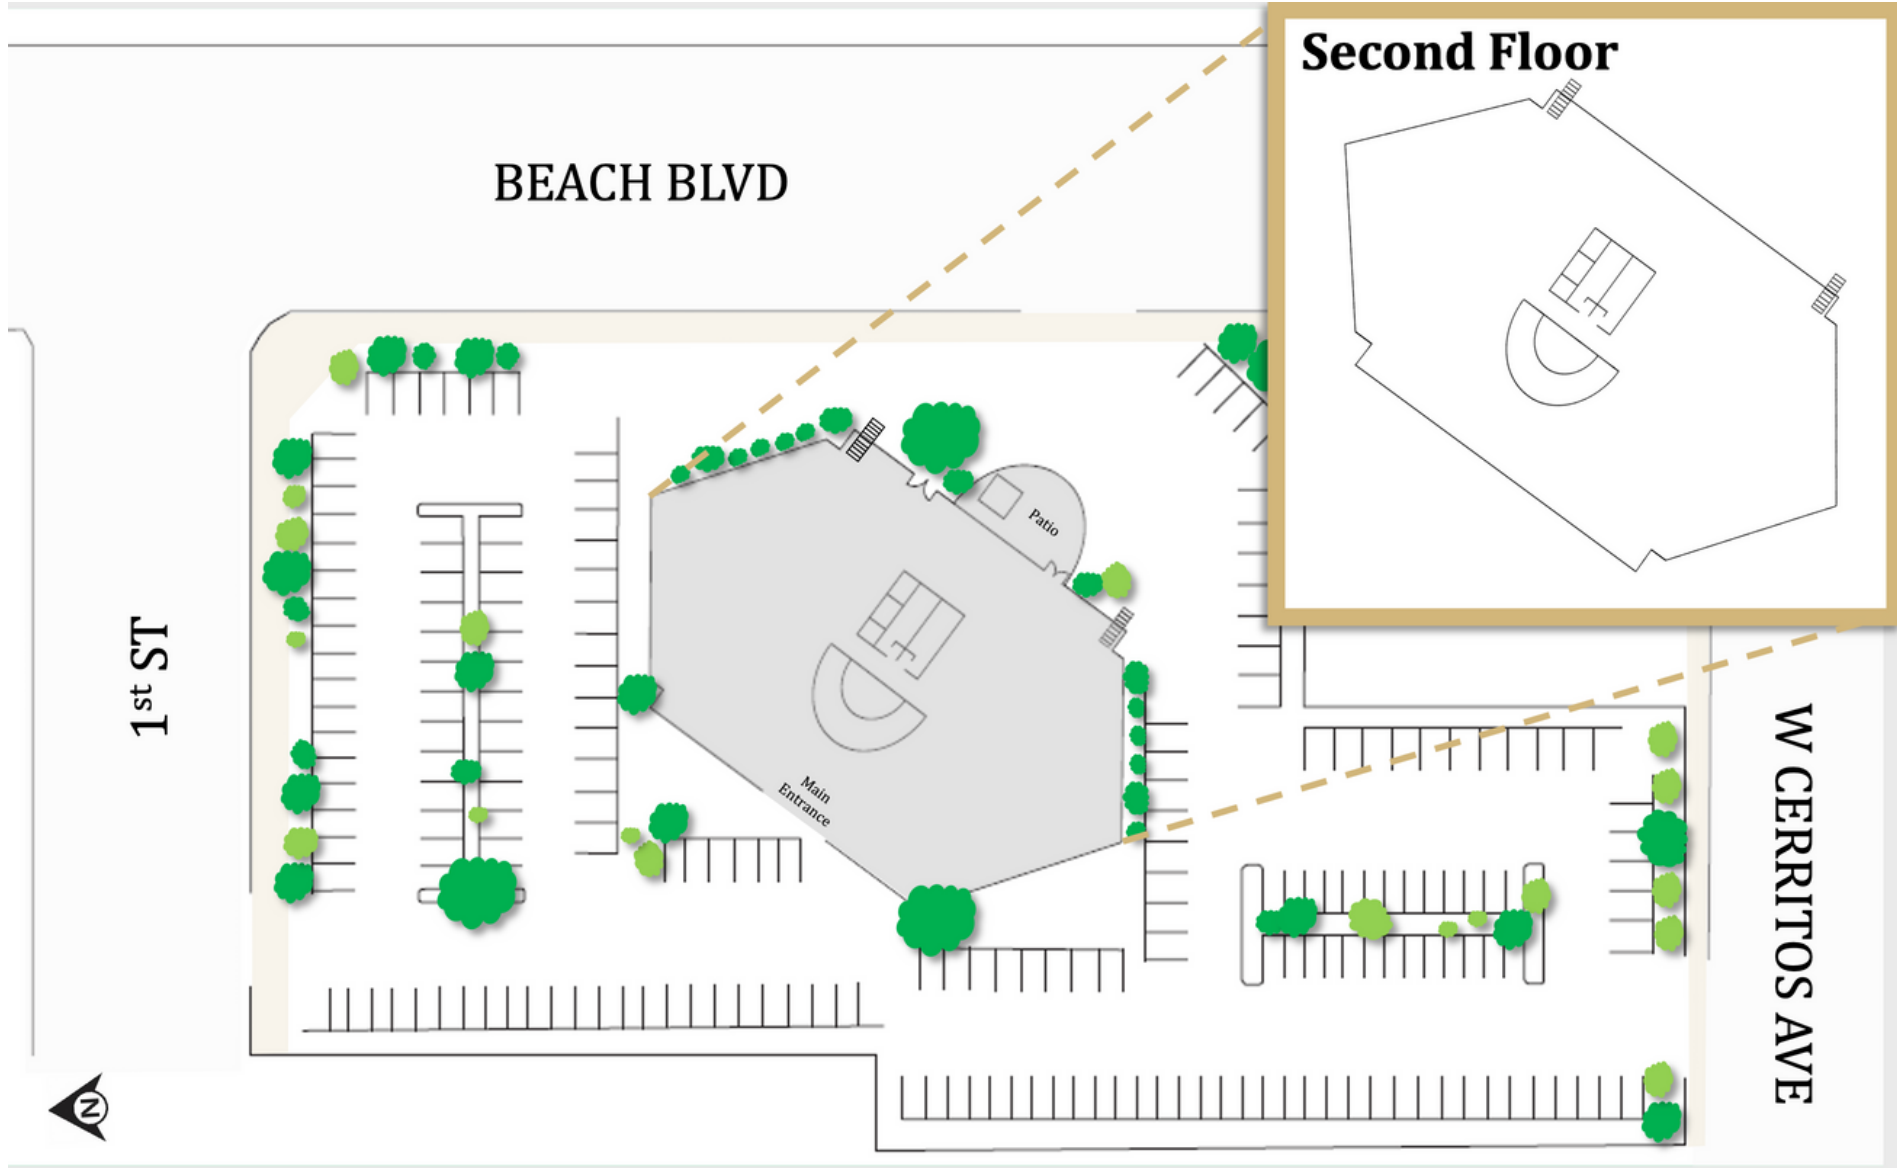 Second Floor
BEACH BLVD
Patio
1st ST
Main
Entrance
W CERRITOS AVE
N